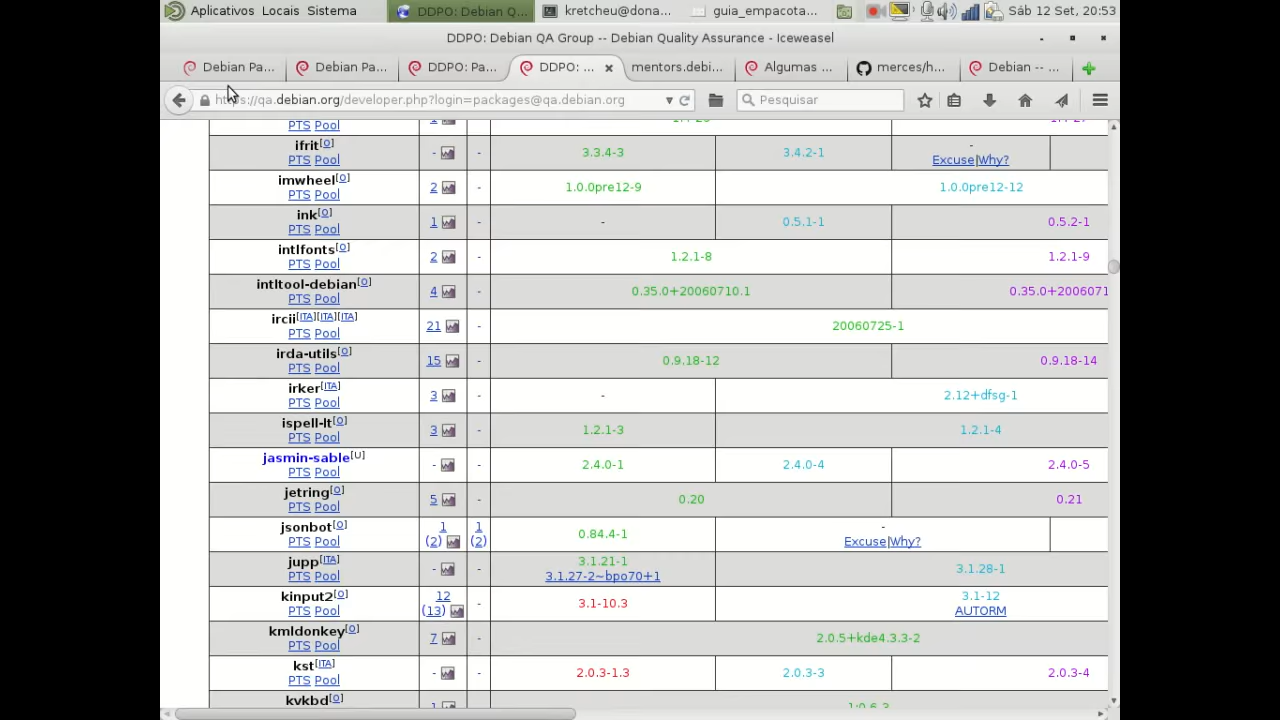 Aplicativos Locais Sistema DDPO: Debian Q... kretcheu@dona... guia_empacota... Sáb 12 Set, 20:53
DDPO: Debian QA Group -- Debian Quality Assurance - Iceweasel
Debian Pa... Debian Pa... DDPO: Pa... DDPO: ... mentors.debi... Algumas ... merces/h... Debian -- ...
https://qa.debian.org/developer.php?login=packages@qa.debian.org Pesquisar
PTS Pool
ifrit[O] - - 3.3.4-3 3.4.2-1 -
PTS Pool Excuse|Why?
imwheel[O] 2 - 1.0.0pre12-9 1.0.0pre12-12
PTS Pool
ink[O] 1 - - 0.5.1-1 0.5.2-1
PTS Pool
intlfonts[O] 2 - 1.2.1-8 1.2.1-9
PTS Pool
intltool-debian[O] 4 - 0.35.0+20060710.1 0.35.0+2006071
PTS Pool
ircii[ITA][ITA][ITA] 21 - 20060725-1
PTS Pool
irda-utils[O] 15 - 0.9.18-12 0.9.18-14
PTS Pool
irker[ITA] 3 - - 2.12+dfsg-1
PTS Pool
ispell-lt[O] 3 - 1.2.1-3 1.2.1-4
PTS Pool
jasmin-sable[U] - - 2.4.0-1 2.4.0-4 2.4.0-5
PTS Pool
jetring[O] 5 - 0.20 0.21
PTS Pool
jsonbot[O] 1 1 0.84.4-1 -
PTS Pool (2) (2) Excuse|Why?
jupp[ITA] - - 3.1.21-1 3.1.28-1
PTS Pool 3.1.27-2~bpo70+1
kinput2[O] 12 - 3.1-10.3 3.1-12
PTS Pool (13) AUTORM
kmldonkey[O] 7 - 2.0.5+kde4.3.3-2
PTS Pool
kst[ITA] - - 2.0.3-1.3 2.0.3-3 2.0.3-4
PTS Pool
kvkbd[O] 1 1:0.6-3